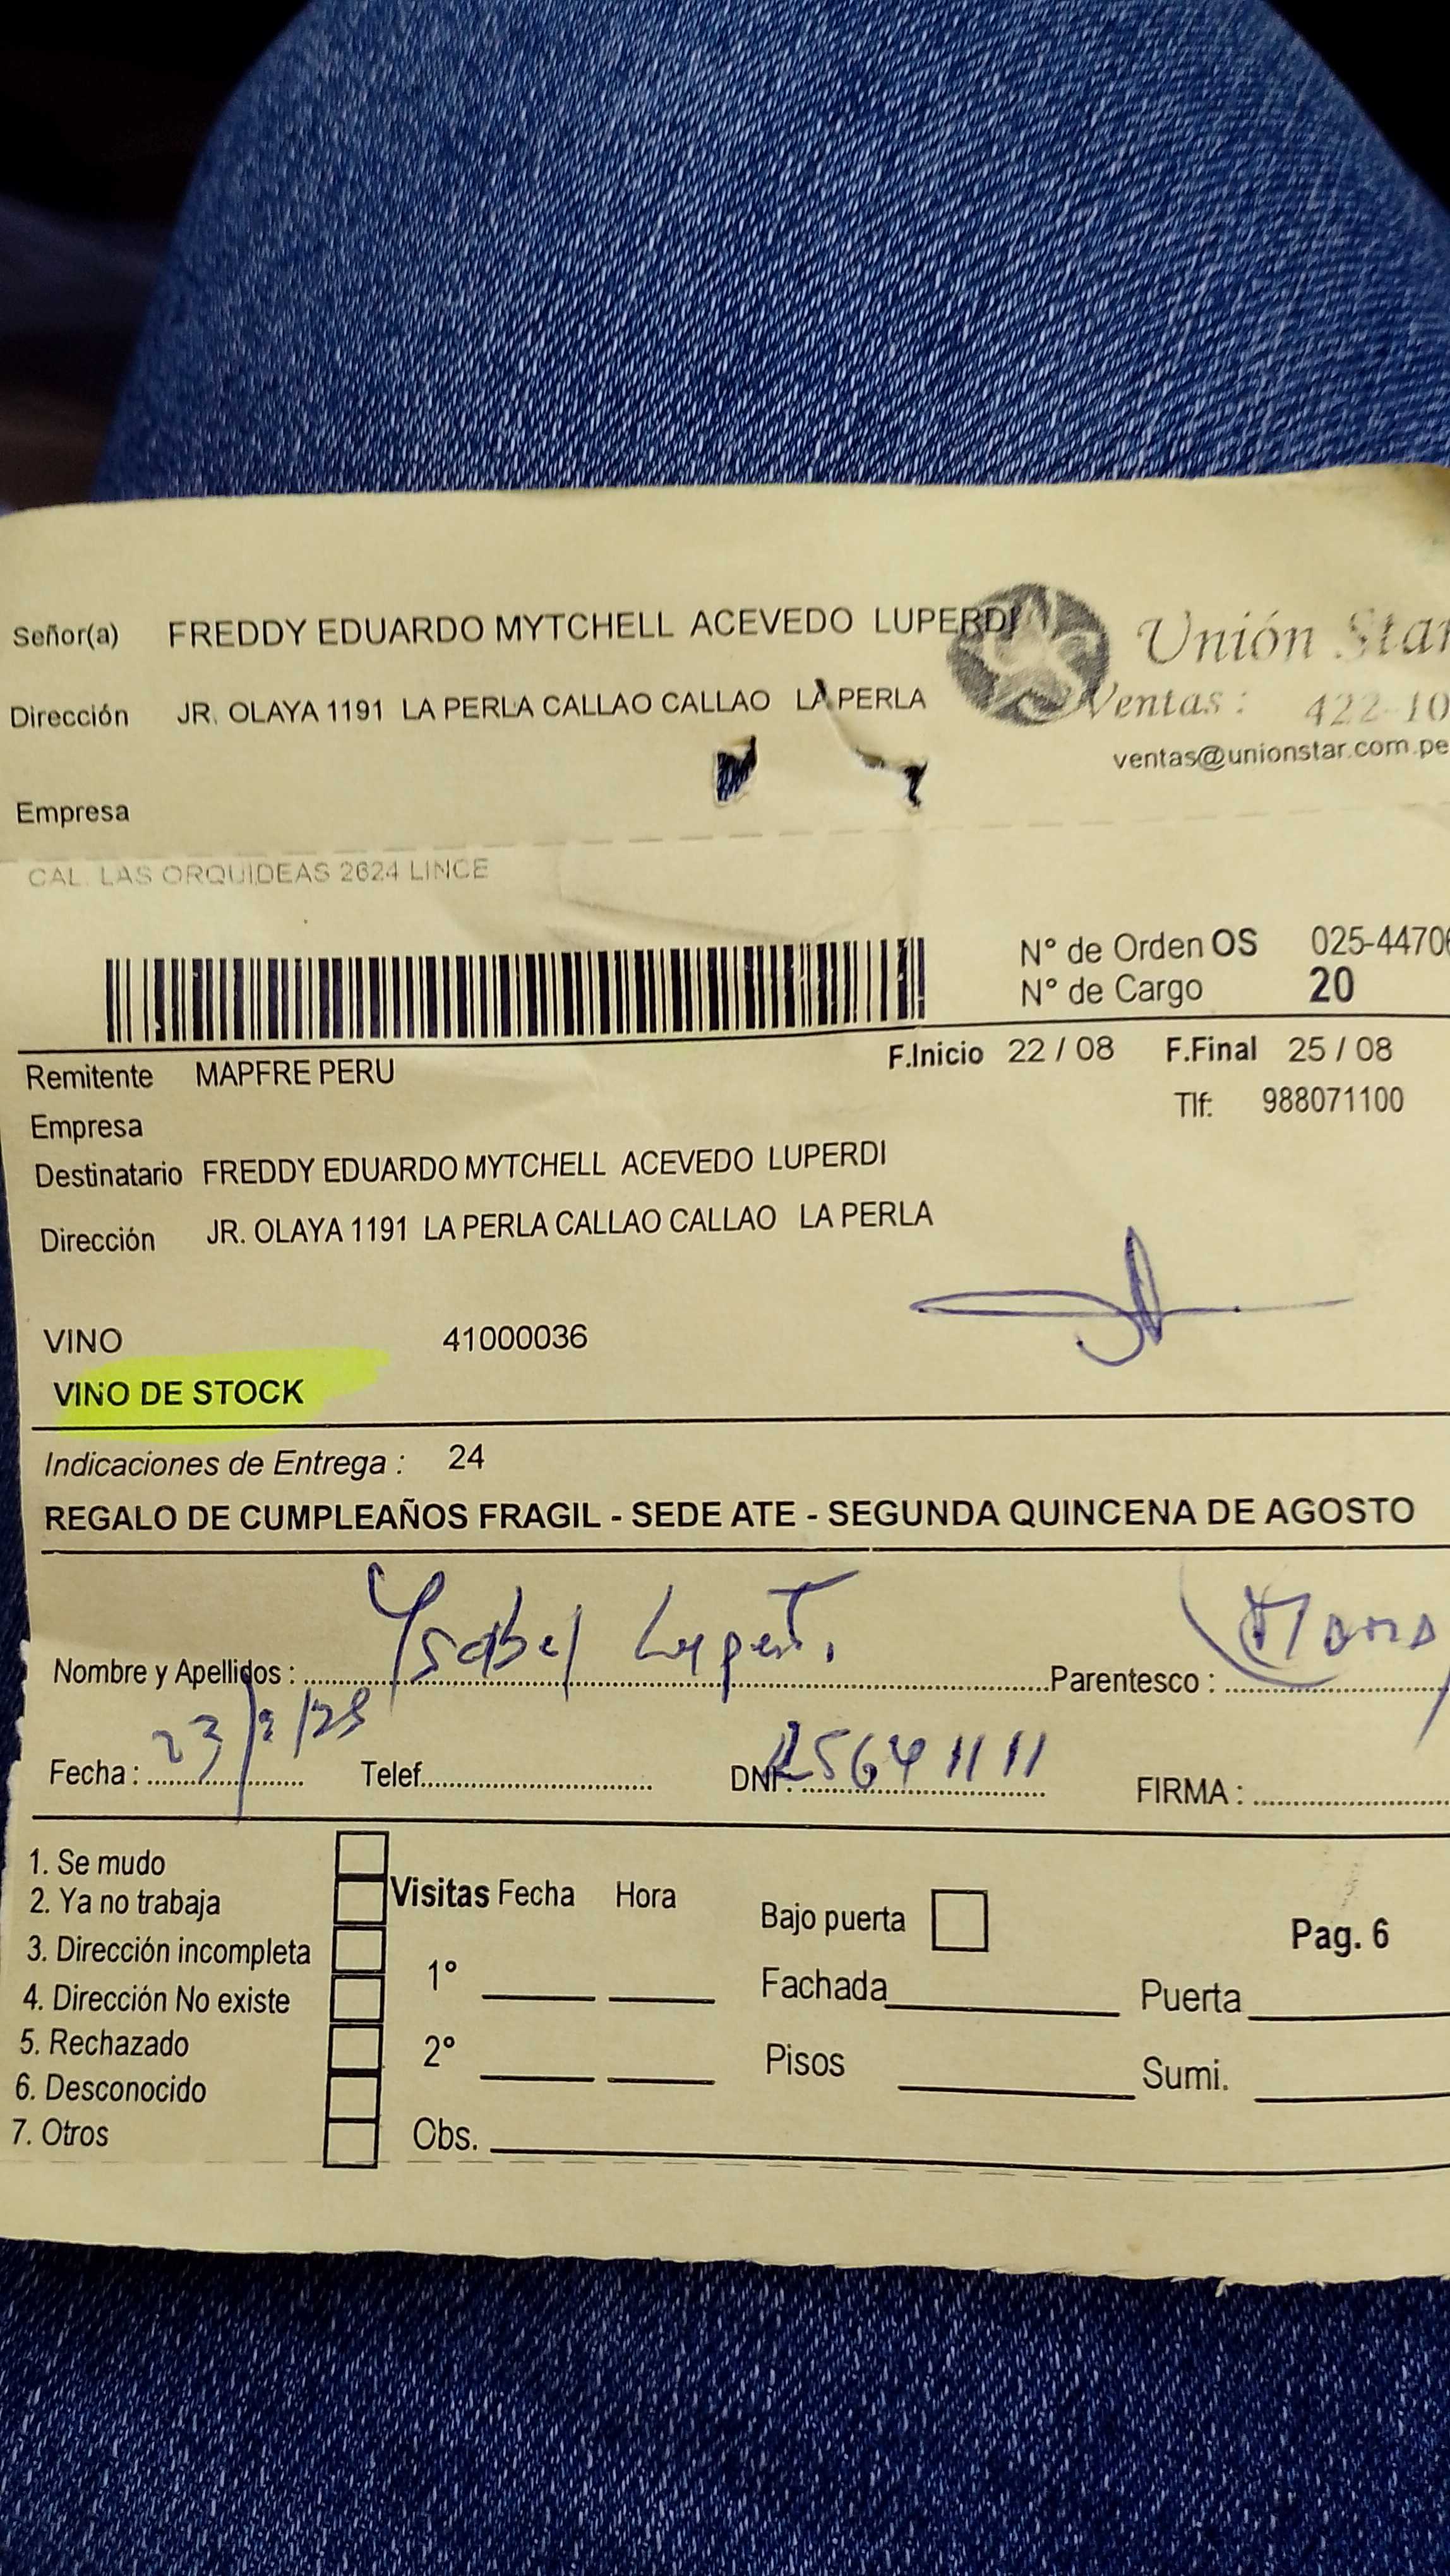 Señor(a) FREDDY EDUARDO MYTCHELL ACEVEDO LUPERDI
Unión Star
Dirección JR. OLAYA 1191 LA PERLA CALLAO CALLAO LA PERLA
Ventas : 422-10
ventas@unionstar.com.pe
Empresa
CAL. LAS ORQUIDEAS 2624 LINCE
N° de Orden OS 025-4470
N° de Cargo 20
F.Inicio 22 / 08 F.Final 25 / 08
Remitente MAPFRE PERU
Tlf: 988071100
Empresa
Destinatario FREDDY EDUARDO MYTCHELL ACEVEDO LUPERDI
Dirección JR. OLAYA 1191 LA PERLA CALLAO CALLAO LA PERLA
VINO 41000036
VINO DE STOCK
Indicaciones de Entrega : 24
REGALO DE CUMPLEAÑOS FRAGIL - SEDE ATE - SEGUNDA QUINCENA DE AGOSTO
Nombre y Apellidos : Ysabel Parentesco :
Fecha : Telef. DNI: 25641111 FIRMA :
1. Se mudo
2. Ya no trabaja
3. Dirección incompleta
4. Dirección No existe
5. Rechazado
6. Desconocido
7. Otros
Visitas Fecha Hora
1°
2°
Obs.
Bajo puerta
Pag. 6
Fachada Puerta
Pisos Sumi.